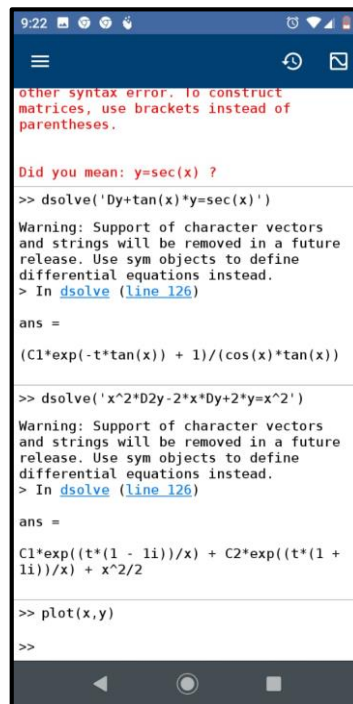 9:22
other syntax error. To construct
matrices, use brackets instead of
parentheses.
Did you mean: y=sec(x) ?
>> dsolve('Dy+tan(x)*y=sec(x)')
Warning: Support of character vectors
and strings will be removed in a future
release. Use sym objects to define
differential equations instead.
> In dsolve (line 126)
ans =
(C1*exp(-t*tan(x)) + 1)/(cos(x)*tan(x))
>> dsolve('x^2*D2y-2*x*Dy+2*y=x^2')
Warning: Support of character vectors
and strings will be removed in a future
release. Use sym objects to define
differential equations instead.
> In dsolve (line 126)
ans =
C1*exp((t*(1 - 1i))/x) + C2*exp((t*(1 +
1i))/x) + x^2/2
>> plot(x,y)
>>